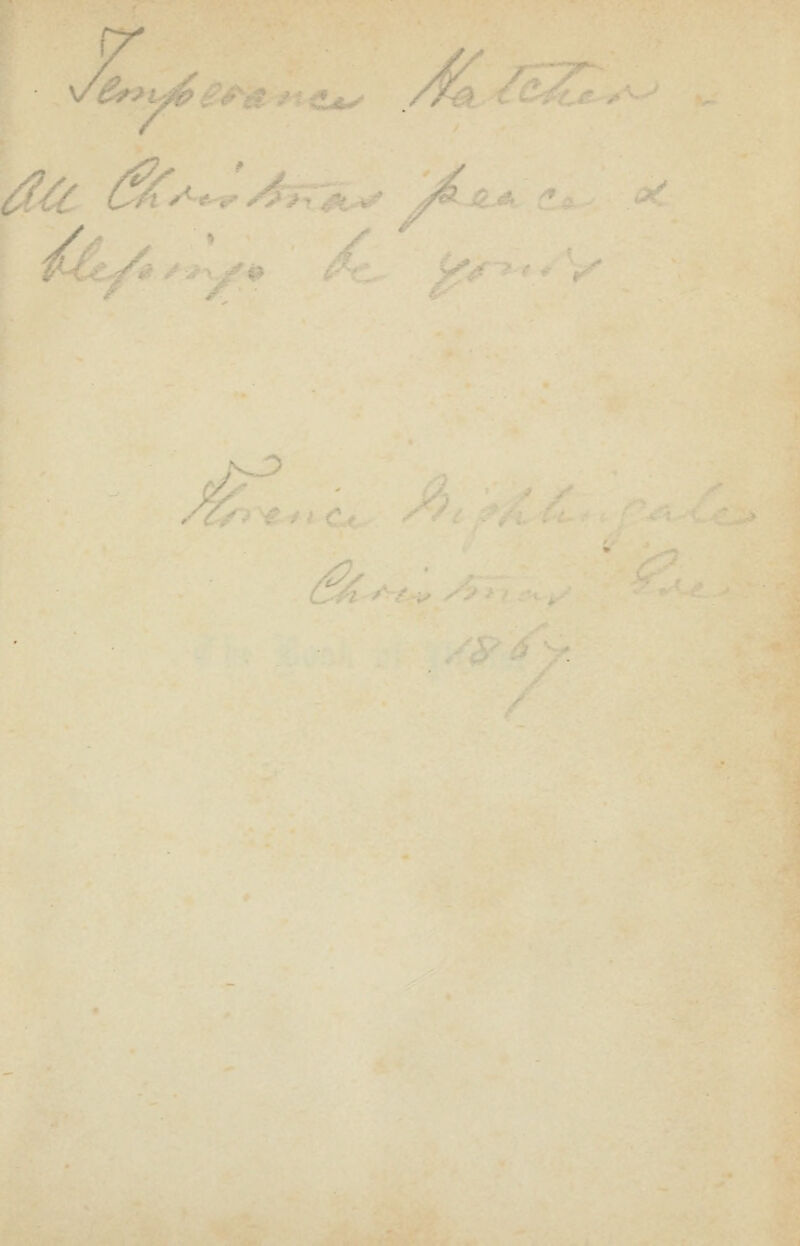 Temperance Hatcher
All Christmas peace &
blessings be yours
Florence Nightingale
Christmas Eve
1867.